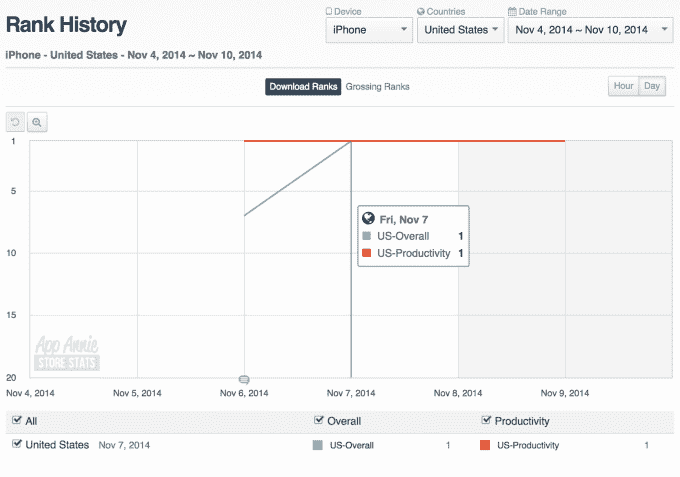 Device
Countries
Date Range
Rank History
iPhone
United States
Nov 4, 2014 ~ Nov 10, 2014
iPhone - United States - Nov 4, 2014 ~ Nov 10, 2014
Download Ranks
Grossing Ranks
Hour
Day
1
5
10
15
20
Fri, Nov 7
US-Overall 1
US-Productivity 1
App Annie
STORE STATS
Nov 4, 2014
Nov 5, 2014
Nov 6, 2014
Nov 7, 2014
Nov 8, 2014
Nov 9, 2014
All
Overall
Productivity
United States Nov 7, 2014
US-Overall 1
US-Productivity 1